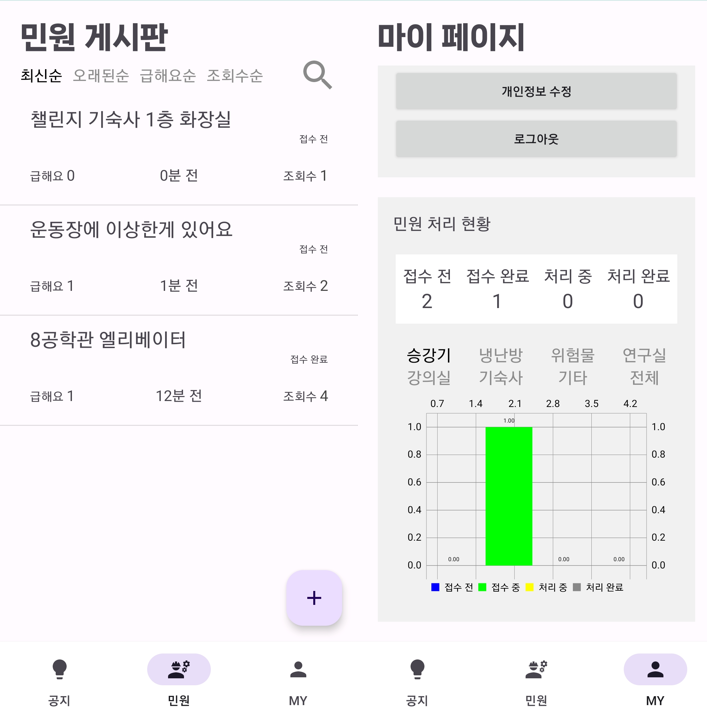 민원 게시판
최신순 오래된순 급해요순 조회수순
챌린지 기숙사 1층 화장실
접수 전
급해요 0 0분 전 조회수 1
운동장에 이상한게 있어요
접수 전
급해요 1 1분 전 조회수 2
8공학관 엘리베이터
접수 완료
급해요 1 12분 전 조회수 4
+
공지 민원 MY
마이 페이지
개인정보 수정
로그아웃
민원 처리 현황
접수 전 접수 완료 처리 중 처리 완료
2 1 0 0
승강기 냉난방 위험물 연구실
강의실 기숙사 기타 전체
0.7 1.4 2.1 2.8 3.5 4.2
1.00
1.0 1.0
0.8 0.8
0.6 0.6
0.4 0.4
0.2 0.2
0.00 0.00 0.00
0.0 0.0
접수 전 접수 중 처리 중 처리 완료
공지 민원 MY